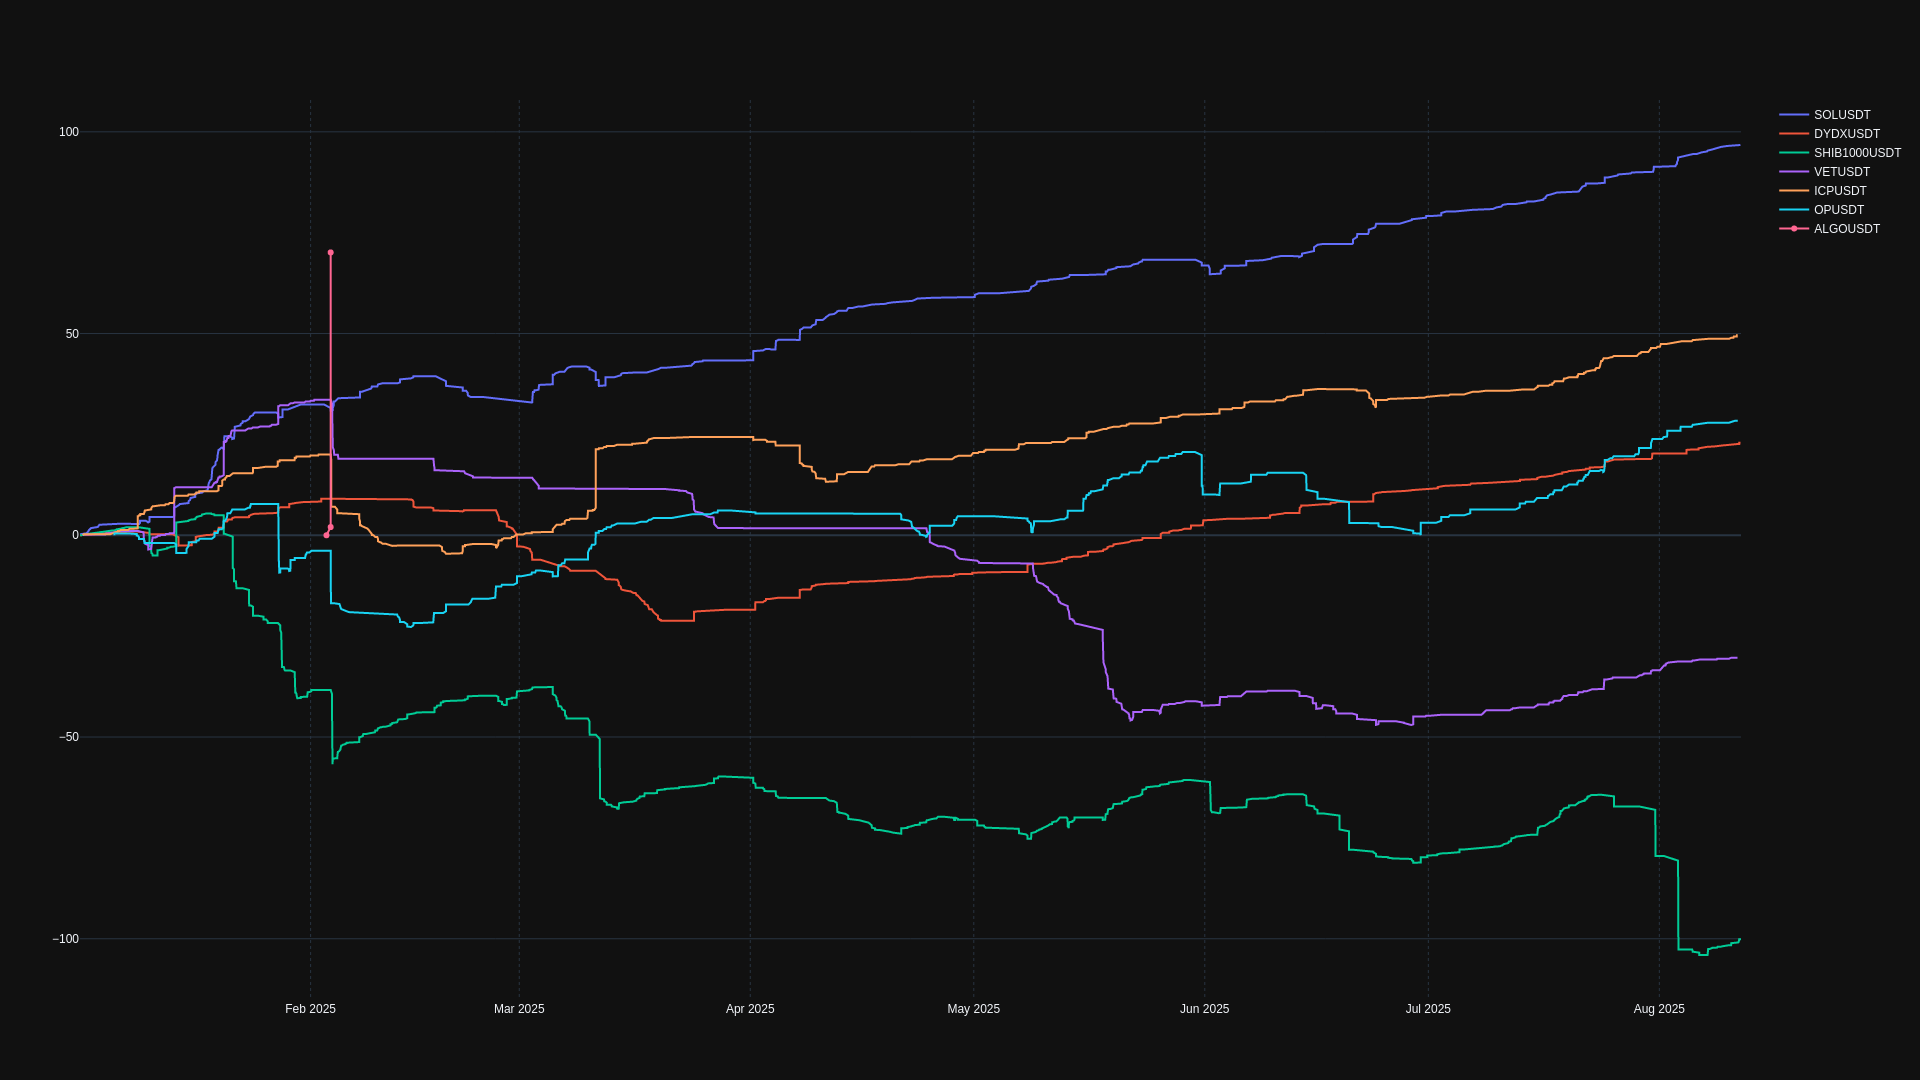 100
50
0
−50
−100
Feb 2025
Mar 2025
Apr 2025
May 2025
Jun 2025
Jul 2025
Aug 2025
SOLUSDT
DYDXUSDT
SHIB1000USDT
VETUSDT
ICPUSDT
OPUSDT
ALGOUSDT